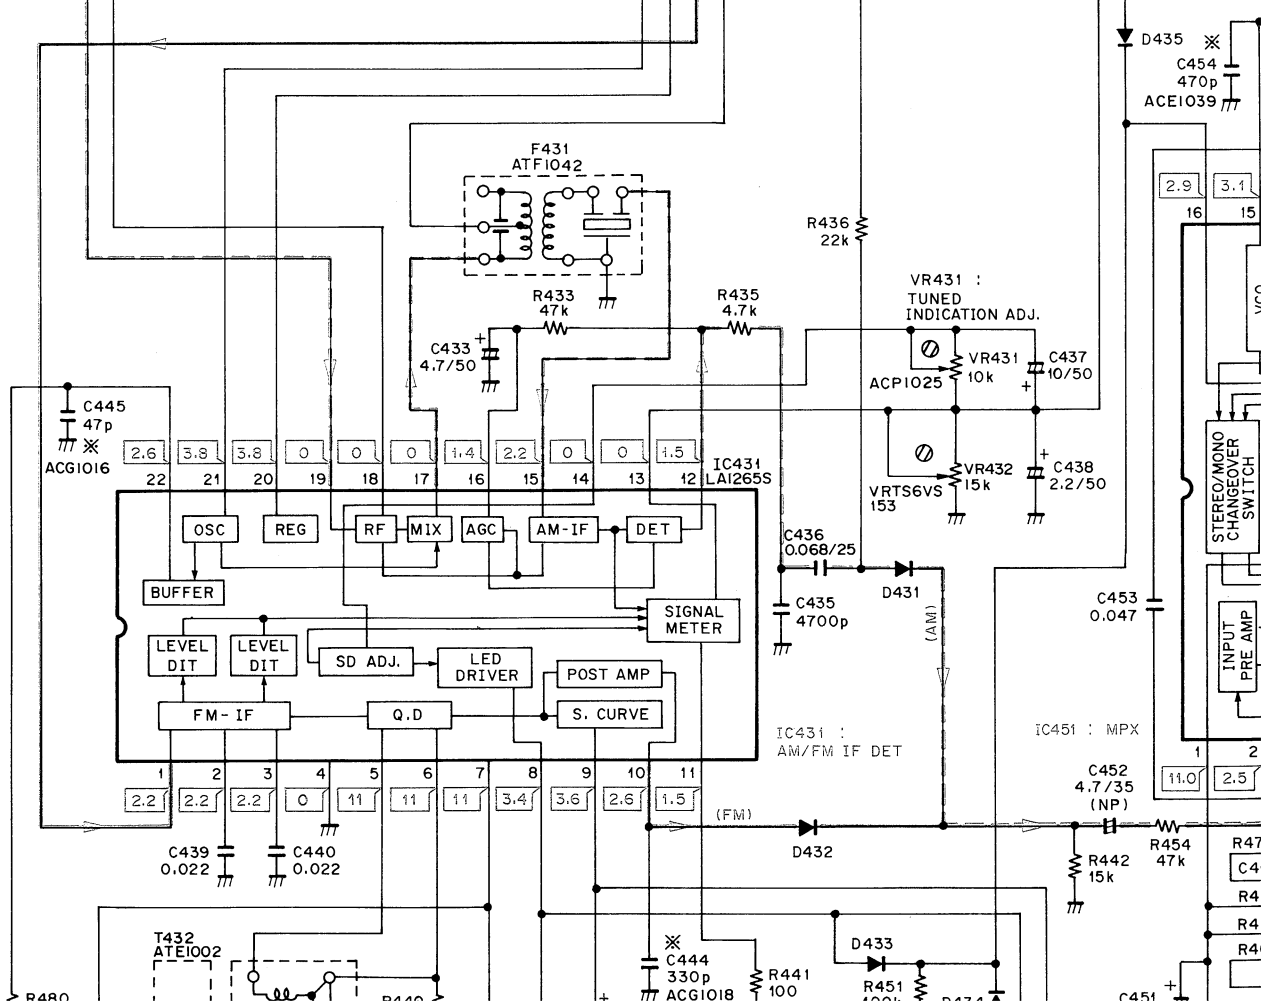 D435
※
C454
470p
ACE1039
F431
ATF1042
2.9
3.1
16
15
R436
22k
VCO
VR431 :
TUNED
INDICATION ADJ.
R433
47k
R435
4.7k
+
C433
4.7/50
VR431
10k
C437
10/50
+
ACP1025
C445
47p
※
ACG1016
2.6
3.8
3.8
0
0
0
1.4
2.2
0
0
1.5
IC431
LA1265S
22
21
20
19
18
17
16
15
14
13
12
+
VR432
15k
C438
2.2/50
VRTS6VS
153
STEREO/MONO
CHANGEOVER
SWITCH
OSC
REG
RF
MIX
AGC
AM-IF
DET
C436
0.068/25
BUFFER
D431
C435
4700p
(AM)
C453
0.047
SIGNAL
METER
INPUT
PRE AMP
LEVEL
DIT
LEVEL
DIT
SD ADJ.
LED
DRIVER
POST AMP
FM-IF
Q.D
S. CURVE
IC431 :
AM/FM IF DET
IC451 : MPX
1
2
1
2
3
4
5
6
7
8
9
10
11
11.0
2.5
2.2
2.2
2.2
0
11
11
11
3.4
3.6
2.6
1.5
C452
4.7/35
(NP)
(FM)
D432
R454
47k
C439
0.022
C440
0.022
R442
15k
R47
C4
R4
R4
R4
T432
ATE1002
※
C444
330p
ACG1018
R441
100
D433
R451
+
R480
R440
D434
+
C451